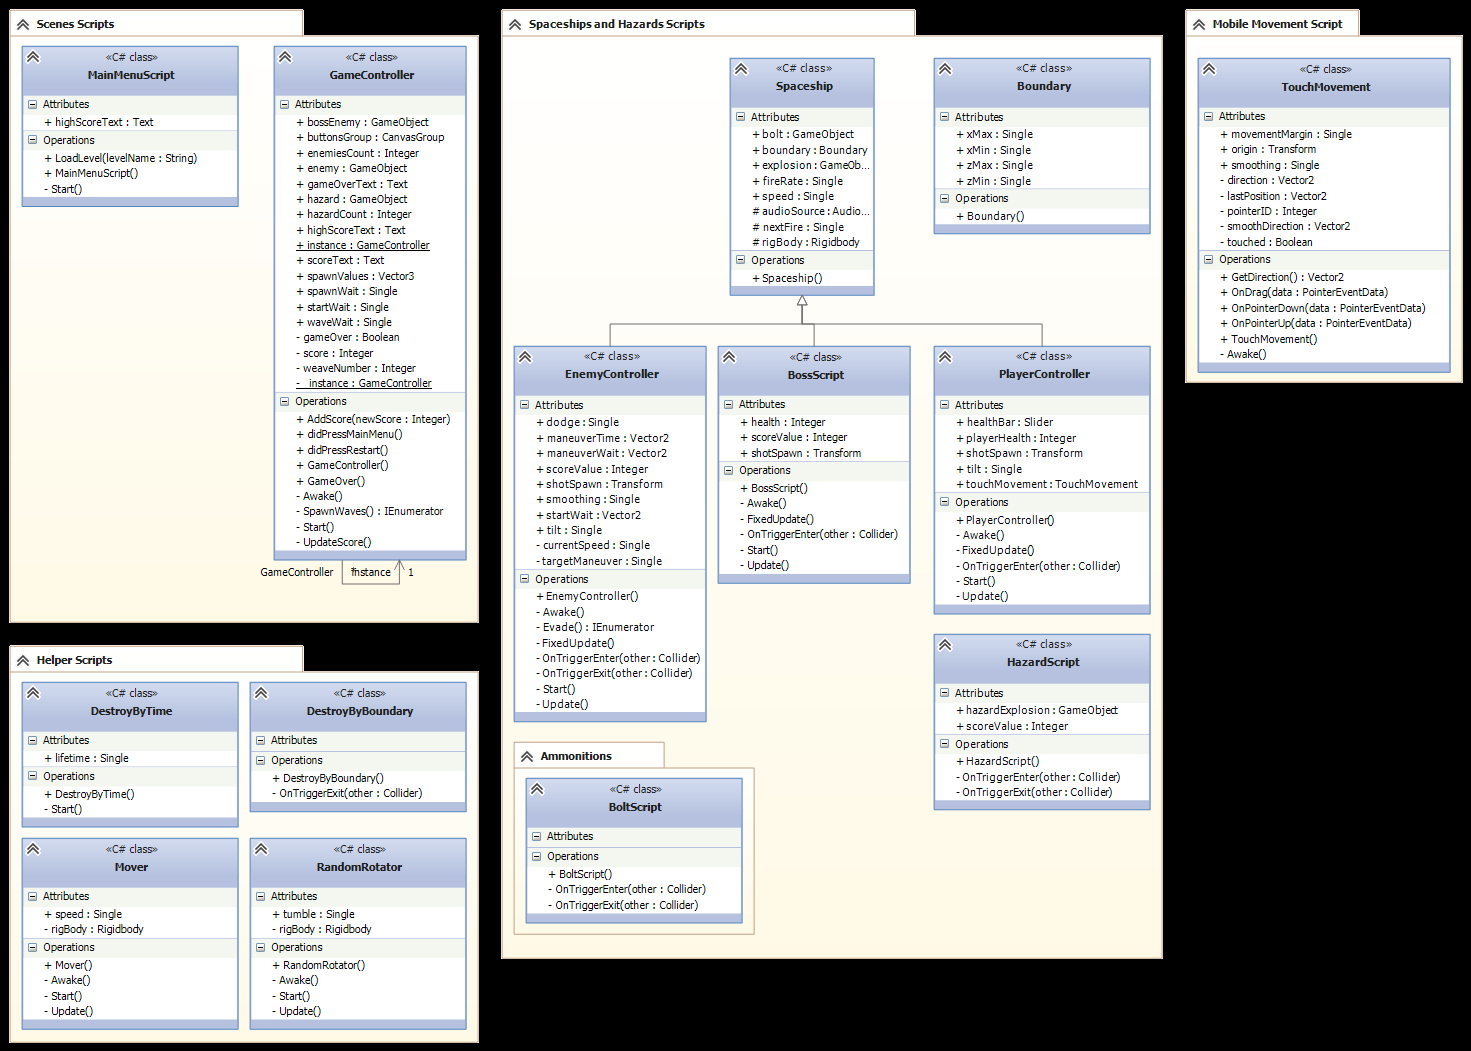 Scenes Scripts
«C# class»
MainMenuScript
Attributes
+ highScoreText : Text
Operations
+ LoadLevel(levelName : String)
+ MainMenuScript()
- Start()
«C# class»
GameController
Attributes
+ bossEnemy : GameObject
+ buttonsGroup : CanvasGroup
+ enemiesCount : Integer
+ enemy : GameObject
+ gameOverText : Text
+ hazard : GameObject
+ hazardCount : Integer
+ highScoreText : Text
+ instance : GameController
+ scoreText : Text
+ spawnValues : Vector3
+ spawnWait : Single
+ startWait : Single
+ waveWait : Single
- gameOver : Boolean
- score : Integer
- weaveNumber : Integer
- _instance : GameController
Operations
+ AddScore(newScore : Integer)
+ didPressMainMenu()
+ didPressRestart()
+ GameController()
+ GameOver()
- Awake()
- SpawnWaves() : IEnumerator
- Start()
- UpdateScore()
GameController instance 1
Helper Scripts
«C# class»
DestroyByTime
Attributes
+ lifetime : Single
Operations
+ DestroyByTime()
- Start()
«C# class»
DestroyByBoundary
Attributes
Operations
+ DestroyByBoundary()
- OnTriggerExit(other : Collider)
«C# class»
Mover
Attributes
+ speed : Single
- rigBody : Rigidbody
Operations
+ Mover()
- Awake()
- Start()
- Update()
«C# class»
RandomRotator
Attributes
+ tumble : Single
- rigBody : Rigidbody
Operations
+ RandomRotator()
- Awake()
- Start()
- Update()
Spaceships and Hazards Scripts
«C# class»
Spaceship
Attributes
+ bolt : GameObject
+ boundary : Boundary
+ explosion : GameOb...
+ fireRate : Single
+ speed : Single
# audioSource : Audio...
# nextFire : Single
# rigBody : Rigidbody
Operations
+ Spaceship()
«C# class»
Boundary
Attributes
+ xMax : Single
+ xMin : Single
+ zMax : Single
+ zMin : Single
Operations
+ Boundary()
«C# class»
EnemyController
Attributes
+ dodge : Single
+ maneuverTime : Vector2
+ maneuverWait : Vector2
+ scoreValue : Integer
+ shotSpawn : Transform
+ smoothing : Single
+ startWait : Vector2
+ tilt : Single
- currentSpeed : Single
- targetManeuver : Single
Operations
+ EnemyController()
- Awake()
- Evade() : IEnumerator
- FixedUpdate()
- OnTriggerEnter(other : Collider)
- OnTriggerExit(other : Collider)
- Start()
- Update()
«C# class»
BossScript
Attributes
+ health : Integer
+ scoreValue : Integer
+ shotSpawn : Transform
Operations
+ BossScript()
- Awake()
- FixedUpdate()
- OnTriggerEnter(other : Collider)
- Start()
- Update()
«C# class»
PlayerController
Attributes
+ healthBar : Slider
+ playerHealth : Integer
+ shotSpawn : Transform
+ tilt : Single
+ touchMovement : TouchMovement
Operations
+ PlayerController()
- Awake()
- FixedUpdate()
- OnTriggerEnter(other : Collider)
- Start()
- Update()
«C# class»
HazardScript
Attributes
+ hazardExplosion : GameObject
+ scoreValue : Integer
Operations
+ HazardScript()
- OnTriggerEnter(other : Collider)
- OnTriggerExit(other : Collider)
Ammonitions
«C# class»
BoltScript
Attributes
Operations
+ BoltScript()
- OnTriggerEnter(other : Collider)
- OnTriggerExit(other : Collider)
Mobile Movement Script
«C# class»
TouchMovement
Attributes
+ movementMargin : Single
+ origin : Transform
+ smoothing : Single
- direction : Vector2
- lastPosition : Vector2
- pointerID : Integer
- smoothDirection : Vector2
- touched : Boolean
Operations
+ GetDirection() : Vector2
+ OnDrag(data : PointerEventData)
+ OnPointerDown(data : PointerEventData)
+ OnPointerUp(data : PointerEventData)
+ TouchMovement()
- Awake()